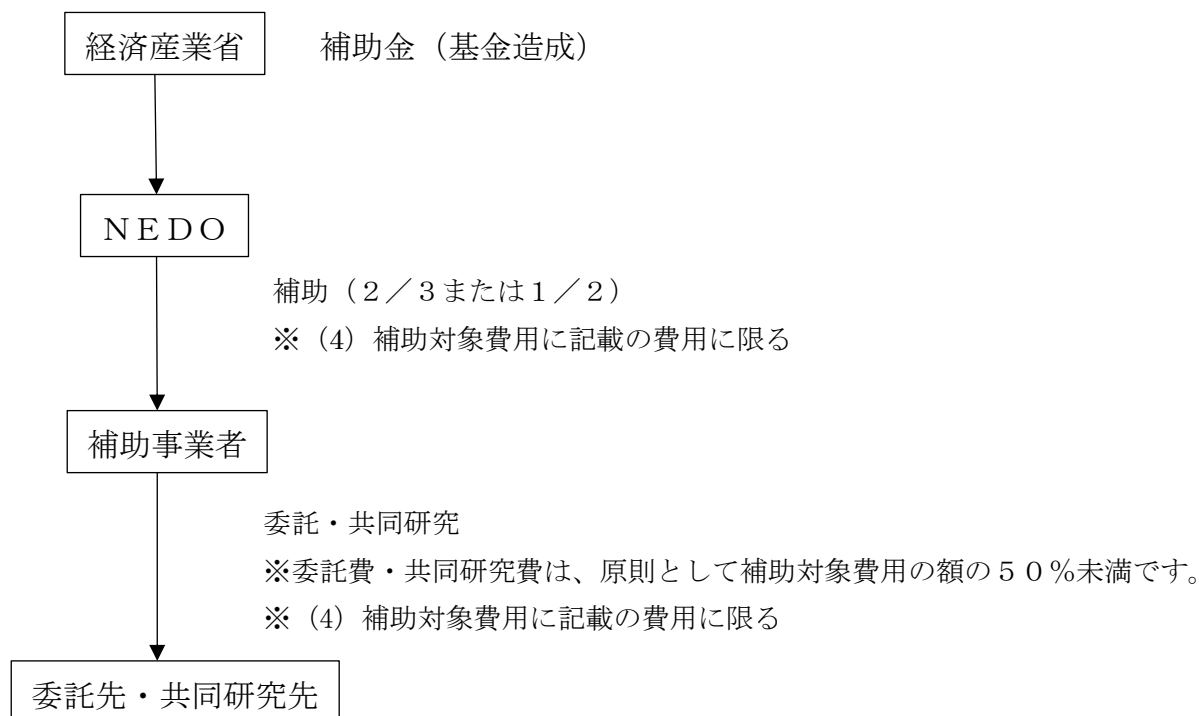 経済産業省　補助金（基金造成）
ＮＥＤＯ
補助（２／３または１／２）
※（4）補助対象費用に記載の費用に限る
補助事業者
委託・共同研究
※委託費・共同研究費は、原則として補助対象費用の額の５０％未満です。
※（4）補助対象費用に記載の費用に限る
委託先・共同研究先